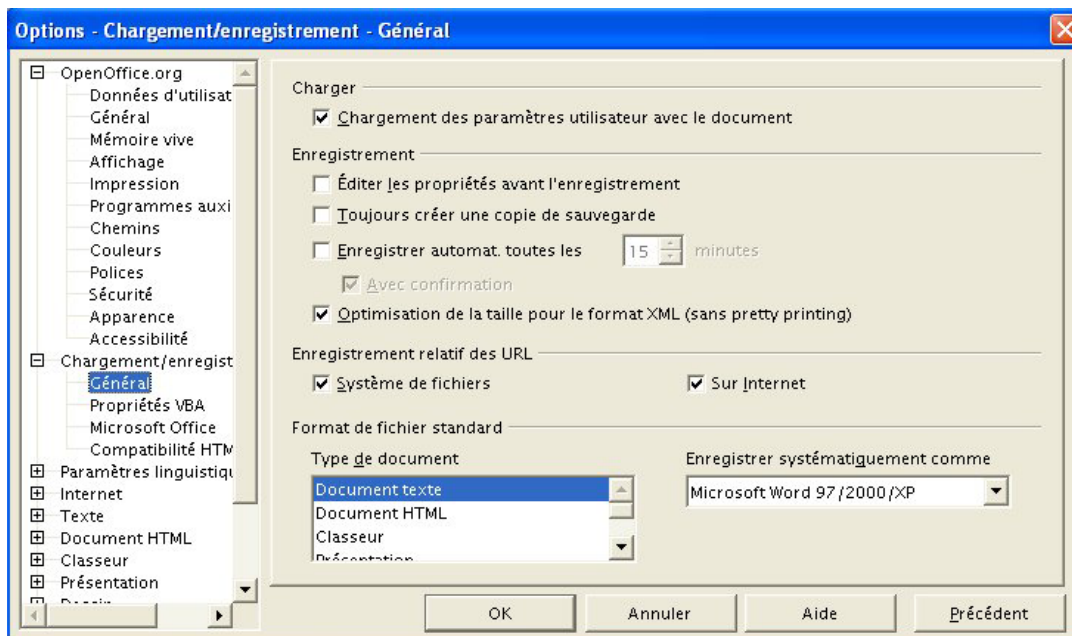 Options - Chargement/enregistrement - Général
OpenOffice.org
Données d'utilisat
Général
Mémoire vive
Affichage
Impression
Programmes auxi
Chemins
Couleurs
Polices
Sécurité
Apparence
Accessibilité
Chargement/enregist
Général
Propriétés VBA
Microsoft Office
Compatibilité HTM
Paramètres linguistiqu
Internet
Texte
Document HTML
Classeur
Présentation
Dessin
Charger
Chargement des paramètres utilisateur avec le document
Enregistrement
Éditer les propriétés avant l'enregistrement
Toujours créer une copie de sauvegarde
Enregistrer automat. toutes les 15 minutes
Avec confirmation
Optimisation de la taille pour le format XML (sans pretty printing)
Enregistrement relatif des URL
Système de fichiers
Sur Internet
Format de fichier standard
Type de document
Document texte
Document HTML
Classeur
Présentation
Enregistrer systématiquement comme
Microsoft Word 97/2000/XP
OK
Annuler
Aide
Précédent